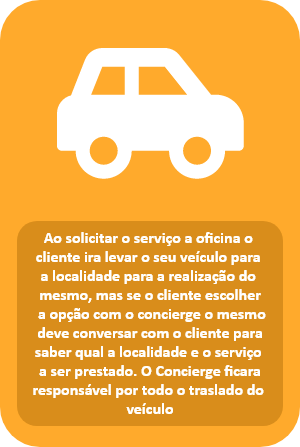 Ao solicitar o serviço a oficina o
cliente ira levar o seu veículo para
a localidade para a realização do
mesmo, mas se o cliente escolher
a opção com o concierge o mesmo
deve conversar com o cliente para
saber qual a localidade e o serviço
a ser prestado. O Concierge ficara
responsável por todo o traslado do
veículo